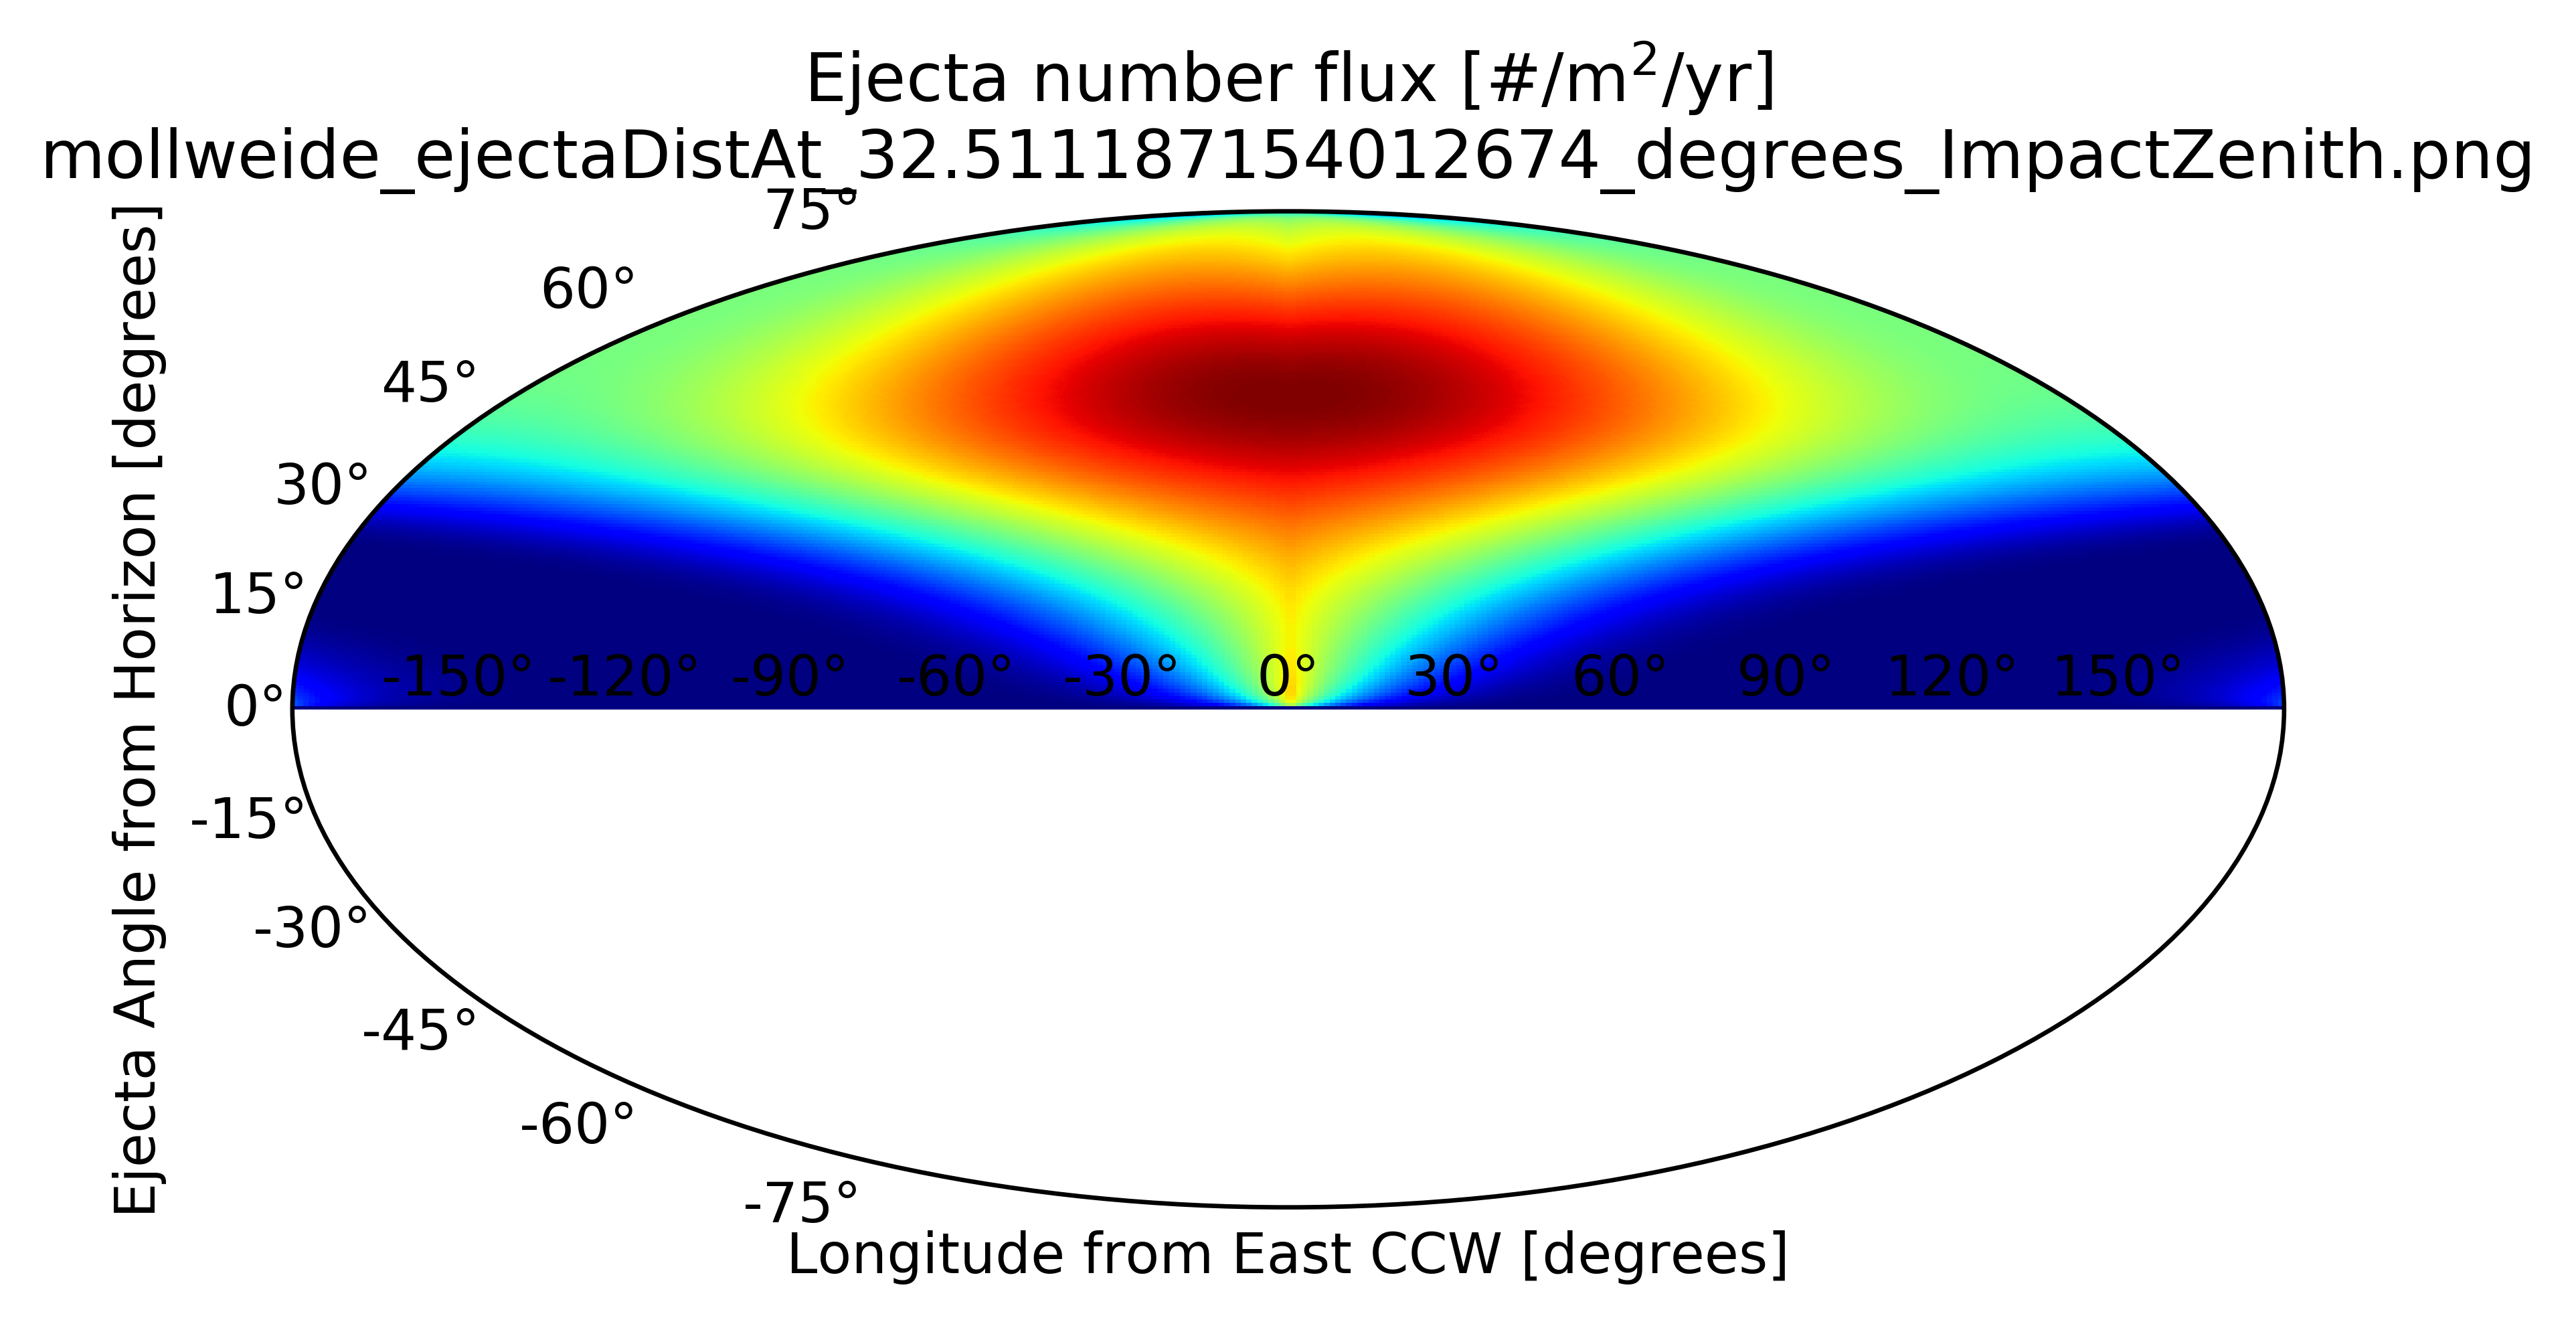 Ejecta number flux [#/m²/yr]
mollweide_ejectaDistAt_32.511187154012674_degrees_ImpactZenith.png
75°
60°
45°
30°
15°
0°
-15°
-30°
-45°
-60°
-75°
Ejecta Angle from Horizon [degrees]
-150° -120° -90° -60° -30° 0° 30° 60° 90° 120° 150°
Longitude from East CCW [degrees]